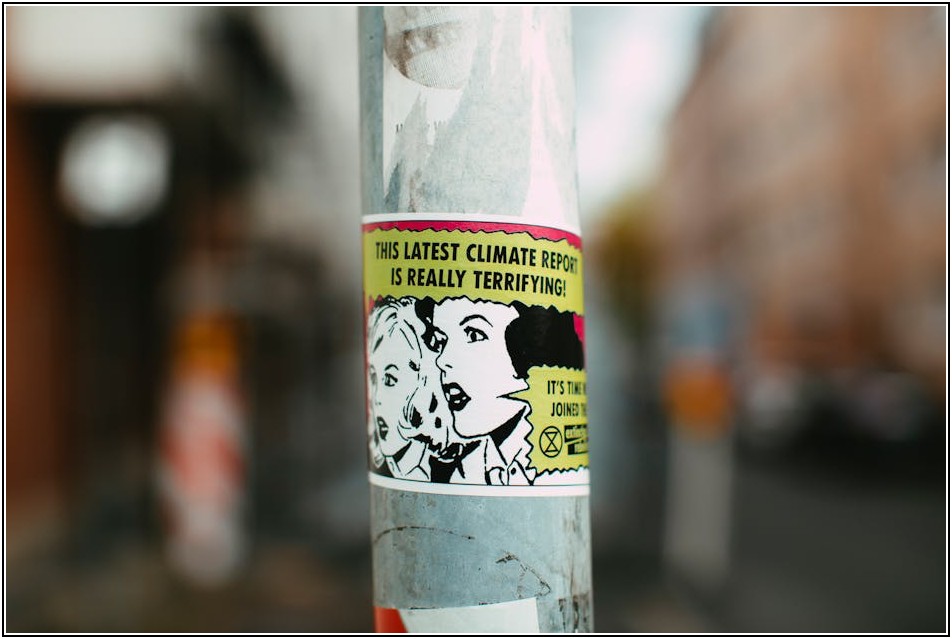 THIS LATEST CLIMATE REPORT
IS REALLY TERRIFYING!
IT'S TIME
JOINED